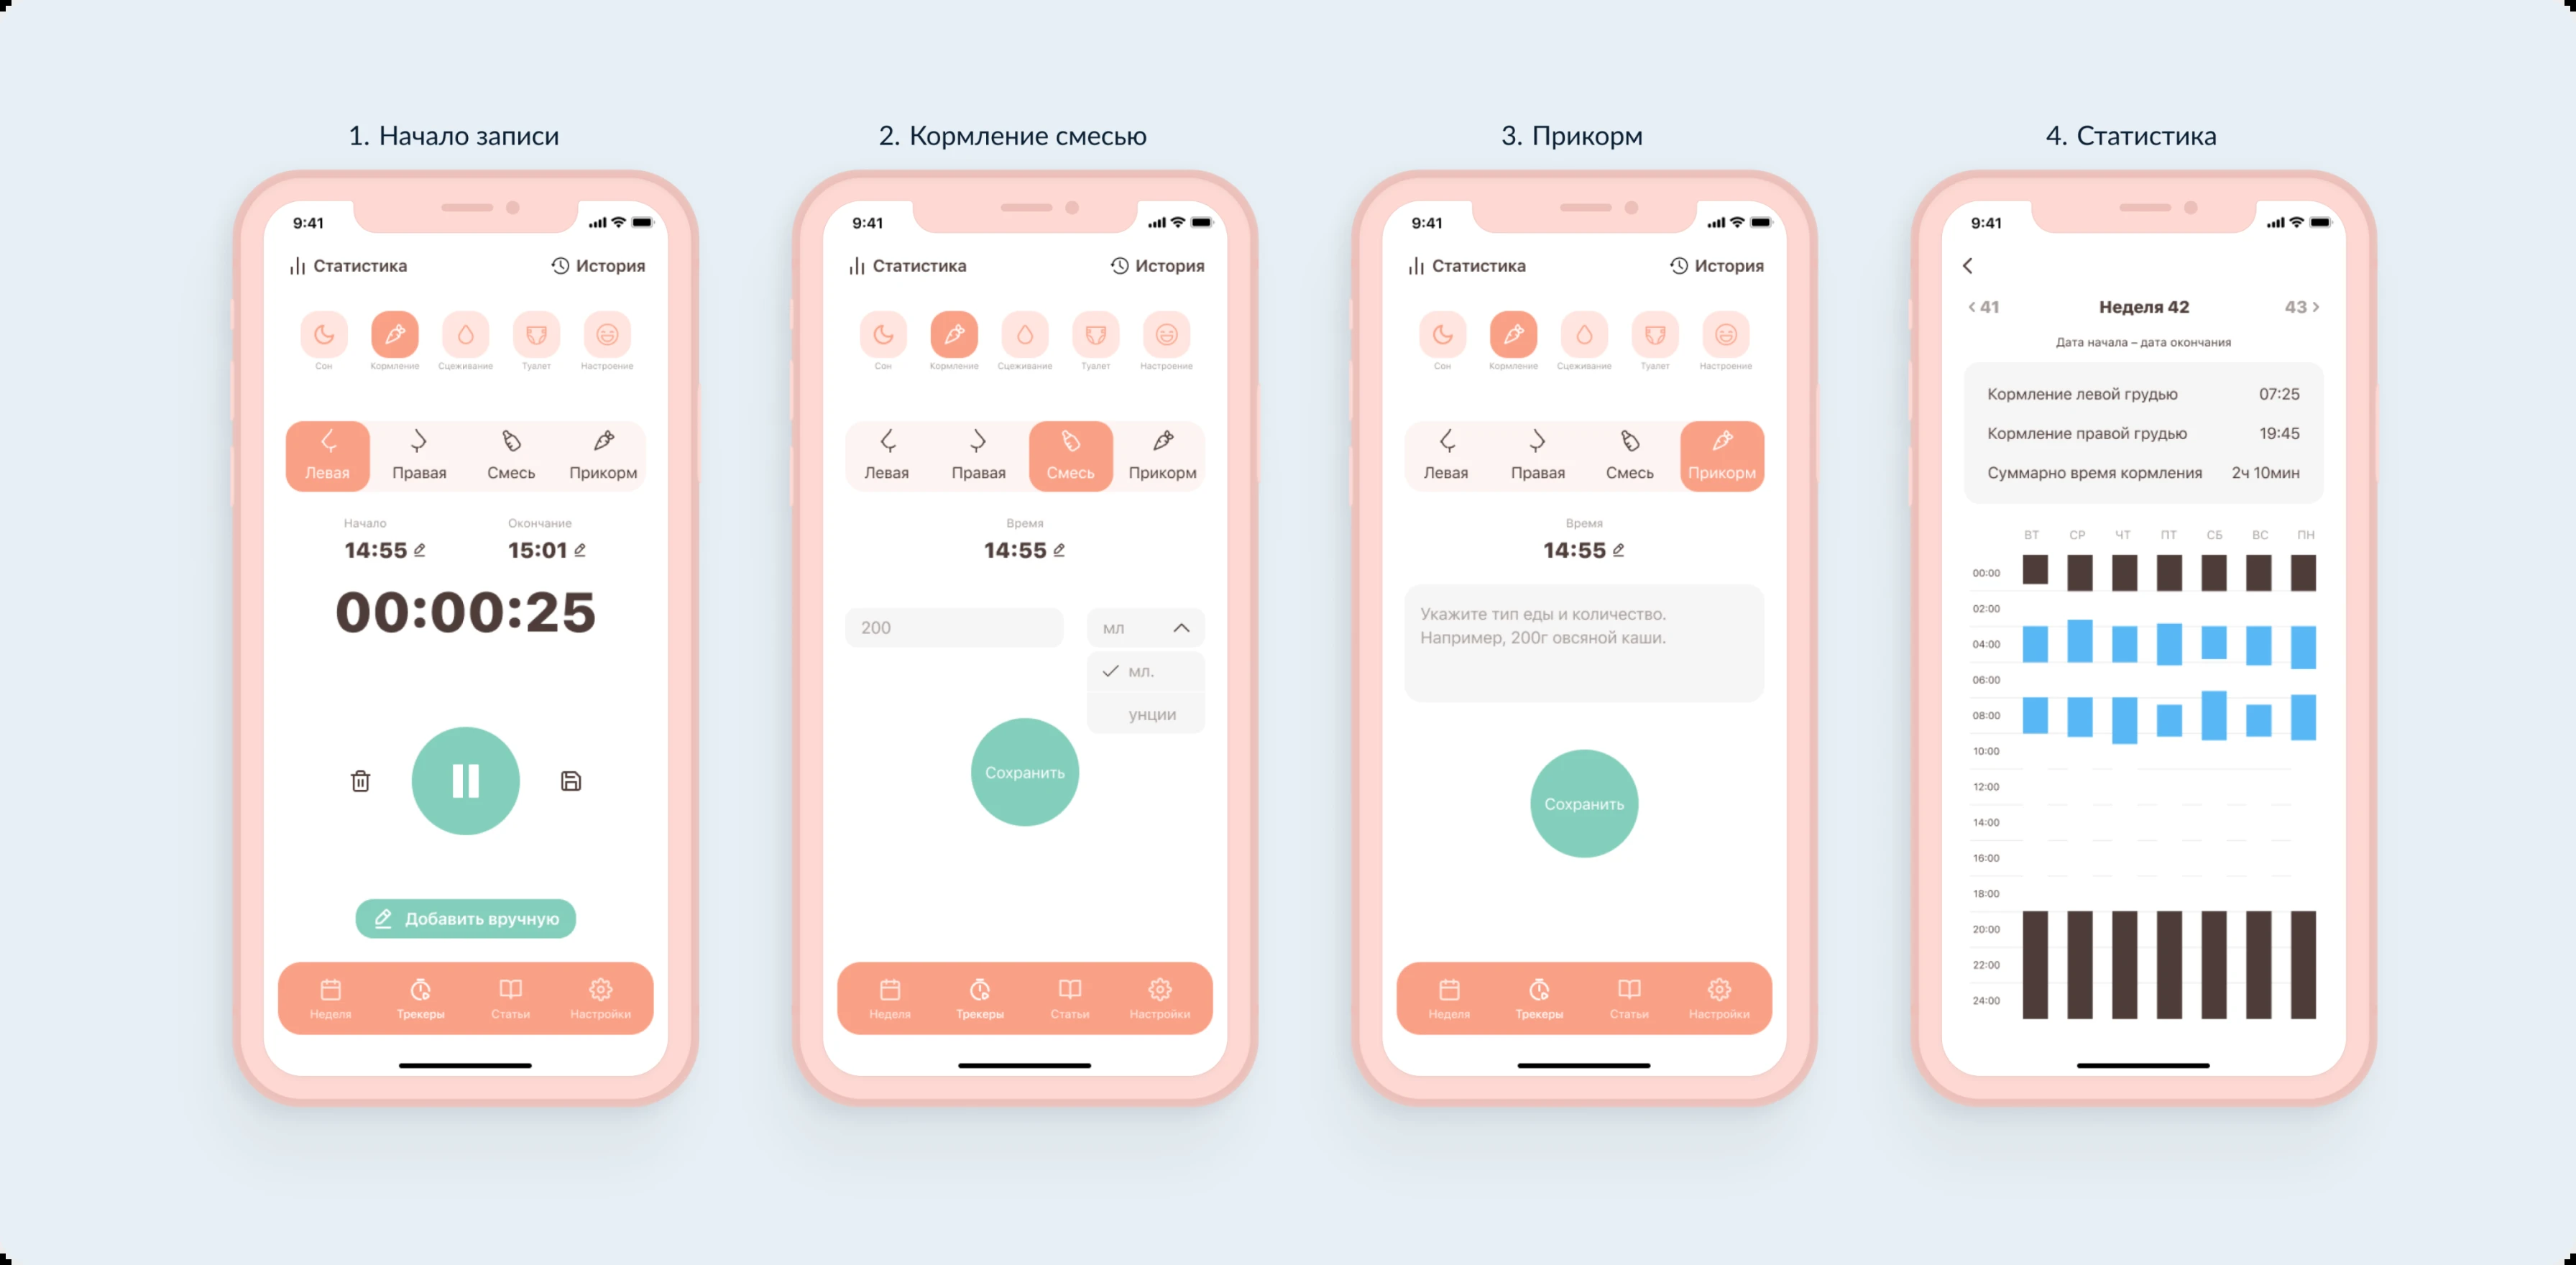 1. Начало записи
9:41
Статистика
История
Сон
Кормление
Сцеживание
Туалет
Настроение
Левая
Правая
Смесь
Прикорм
Начало
Окончание
14:55
15:01
00:00:25
Добавить вручную
Неделя
Трекеры
Статьи
Настройки
2. Кормление смесью
9:41
Статистика
История
Сон
Кормление
Сцеживание
Туалет
Настроение
Левая
Правая
Смесь
Прикорм
Время
14:55
200
мл
мл.
унции
Сохранить
Неделя
Трекеры
Статьи
Настройки
3. Прикорм
9:41
Статистика
История
Сон
Кормление
Сцеживание
Туалет
Настроение
Левая
Правая
Смесь
Прикорм
Время
14:55
Укажите тип еды и количество.
Например, 200г овсяной каши.
Сохранить
Неделя
Трекеры
Статьи
Настройки
4. Статистика
9:41
41
Неделя 42
43
Дата начала – дата окончания
Кормление левой грудью 07:25
Кормление правой грудью 19:45
Суммарно время кормления 2ч 10мин
ВТ СР ЧТ ПТ СБ ВС ПН
00:00
02:00
04:00
06:00
08:00
10:00
12:00
14:00
16:00
18:00
20:00
22:00
24:00